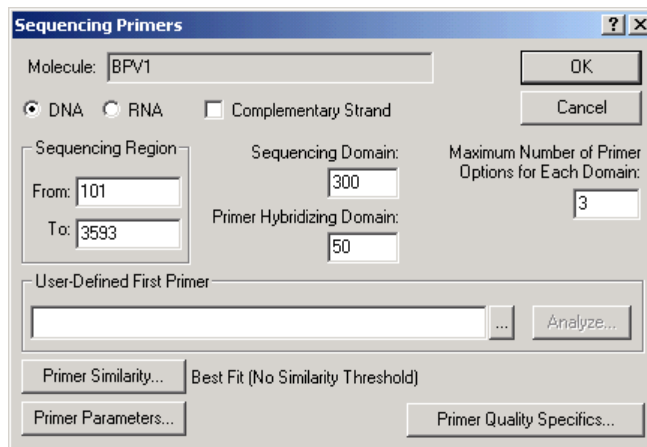 Sequencing Primers
Molecule: BPV1
OK
DNA RNA Complementary Strand
Cancel
Sequencing Region
From: 101
To: 3593
Sequencing Domain:
300
Primer Hybridizing Domain:
50
Maximum Number of Primer
Options for Each Domain:
3
User-Defined First Primer
...
Analyze...
Primer Similarity... Best Fit (No Similarity Threshold)
Primer Parameters...
Primer Quality Specifics...